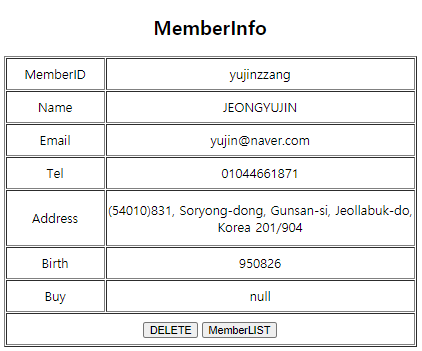 MemberInfo
MemberID yujinzzang
Name JEONGYUJIN
Email yujin@naver.com
Tel 01044661871
Address (54010)831, Soryong-dong, Gunsan-si, Jeollabuk-do,
Korea 201/904
Birth 950826
Buy null
DELETE MemberLIST